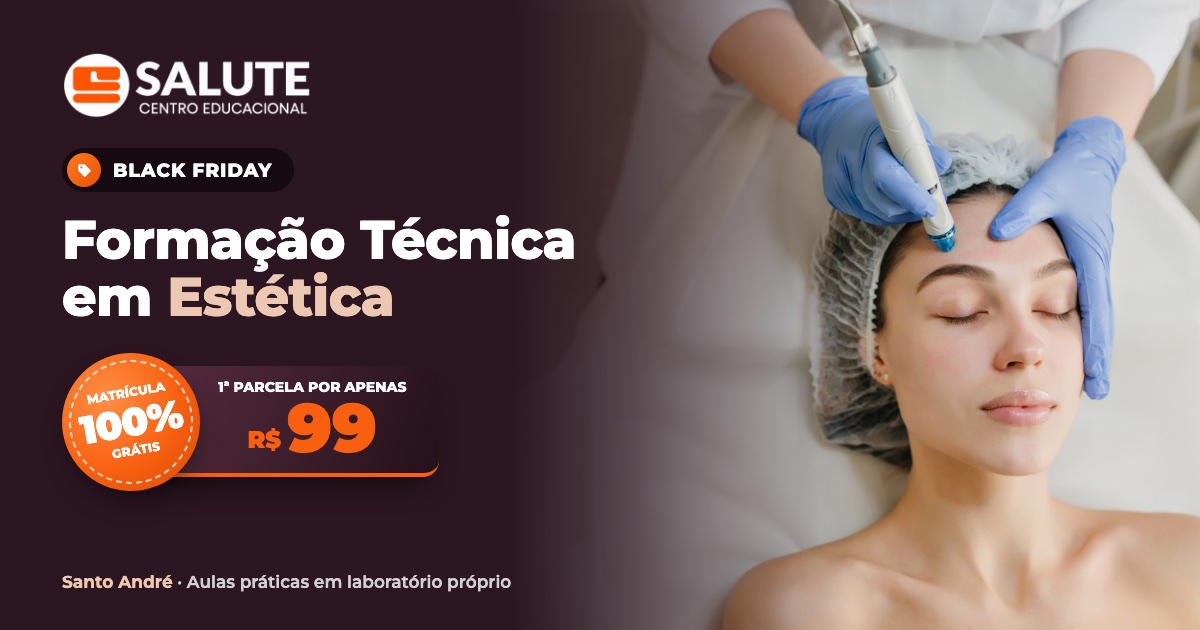 SALUTE
CENTRO EDUCACIONAL
BLACK FRIDAY
Formação Técnica
em Estética
MATRÍCULA
100%
GRÁTIS
1ª PARCELA POR APENAS
R$ 99
Santo André · Aulas práticas em laboratório próprio